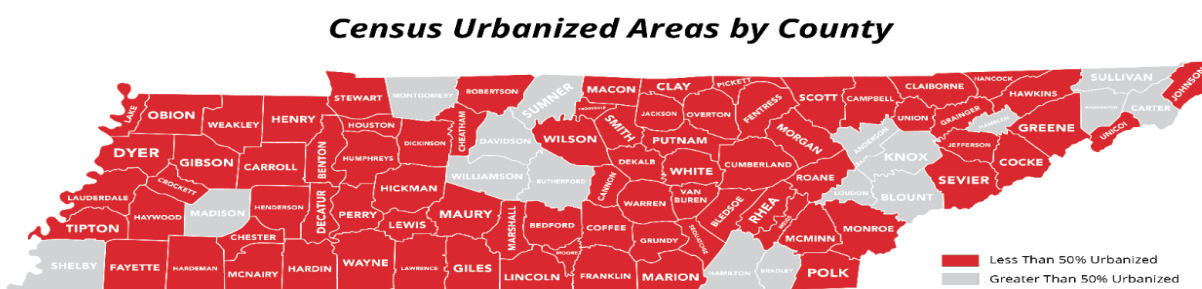 Census Urbanized Areas by County
LAKE
OBION
WEAKLEY
HENRY
STEWART
MONTGOMERY
ROBERTSON
SUMNER
MACON
CLAY
PICKETT
SCOTT
CAMPBELL
CLAIBORNE
HANCOCK
HAWKINS
SULLIVAN
JOHNSON
CARTER
HOUSTON
DICKINSON
CHEATHAM
DAVIDSON
WILSON
SMITH
JACKSON
OVERTON
FENTRESS
MORGAN
ANDERSON
UNION
GRAINGER
HAMBLEN
GREENE
UNICOI
DYER
GIBSON
CARROLL
BENTON
HUMPHREYS
WILLIAMSON
RUTHERFORD
CANNON
DEKALB
PUTNAM
WHITE
CUMBERLAND
ROANE
KNOX
JEFFERSON
COCKE
SEVIER
LAUDERDALE
CROCKETT
HAYWOOD
MADISON
HENDERSON
DECATUR
PERRY
HICKMAN
LEWIS
MAURY
MARSHALL
BEDFORD
COFFEE
WARREN
VAN
BUREN
BLEDSOE
RHEA
LOUDON
BLOUNT
TIPTON
CHESTER
MOORE
GRUNDY
SEQUATCHIE
MEIGS
MCMINN
MONROE
SHELBY
FAYETTE
HARDEMAN
MCNAIRY
HARDIN
WAYNE
LAWRENCE
GILES
LINCOLN
FRANKLIN
MARION
HAMILTON
BRADLEY
POLK
Less Than 50% Urbanized
Greater Than 50% Urbanized